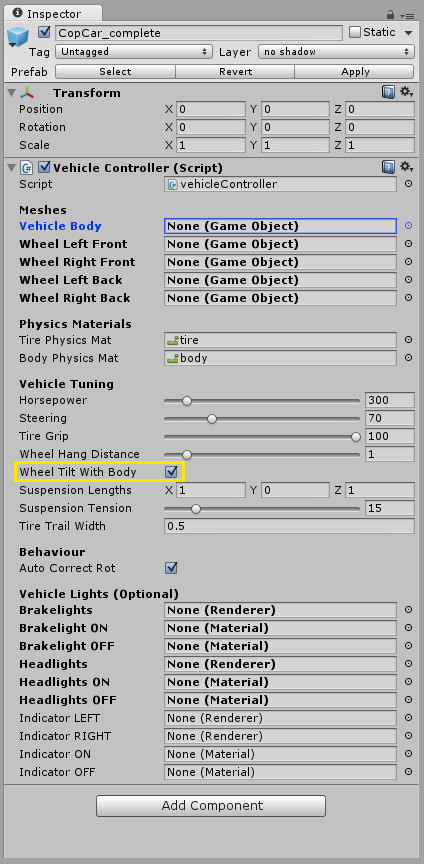 Inspector
CopCar_complete Static
Tag Untagged Layer no shadow
Prefab Select Revert Apply
Transform
Position X 0 Y 0 Z 0
Rotation X 0 Y 0 Z 0
Scale X 1 Y 1 Z 1
Vehicle Controller (Script)
Script vehicleController
Meshes
Vehicle Body None (Game Object)
Wheel Left Front None (Game Object)
Wheel Right Front None (Game Object)
Wheel Left Back None (Game Object)
Wheel Right Back None (Game Object)
Physics Materials
Tire Physics Mat tire
Body Physics Mat body
Vehicle Tuning
Horsepower 300
Steering 70
Tire Grip 100
Wheel Hang Distance 1
Wheel Tilt With Body
Suspension Lengths X 1 Y 0 Z 1
Suspension Tension 15
Tire Trail Width 0.5
Behaviour
Auto Correct Rot
Vehicle Lights (Optional)
Brakelights None (Renderer)
Brakelight ON None (Material)
Brakelight OFF None (Material)
Headlights None (Renderer)
Headlights ON None (Material)
Headlights OFF None (Material)
Indicator LEFT None (Renderer)
Indicator RIGHT None (Renderer)
Indicator ON None (Material)
Indicator OFF None (Material)
Add Component